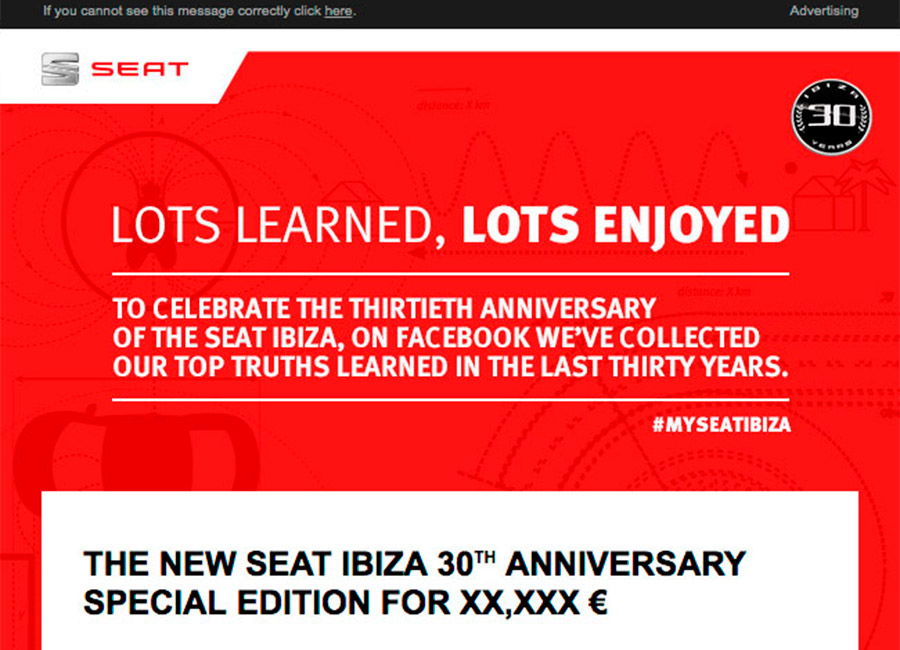 If you cannot see this message correctly click here.
Advertising
SEAT
IBIZA
30
YEARS
distance: X km
LOTS LEARNED, LOTS ENJOYED
distance: X km
TO CELEBRATE THE THIRTIETH ANNIVERSARY
OF THE SEAT IBIZA, ON FACEBOOK WE'VE COLLECTED
OUR TOP TRUTHS LEARNED IN THE LAST THIRTY YEARS.
#MYSEATIBIZA
THE NEW SEAT IBIZA 30TH ANNIVERSARY
SPECIAL EDITION FOR XX,XXX €